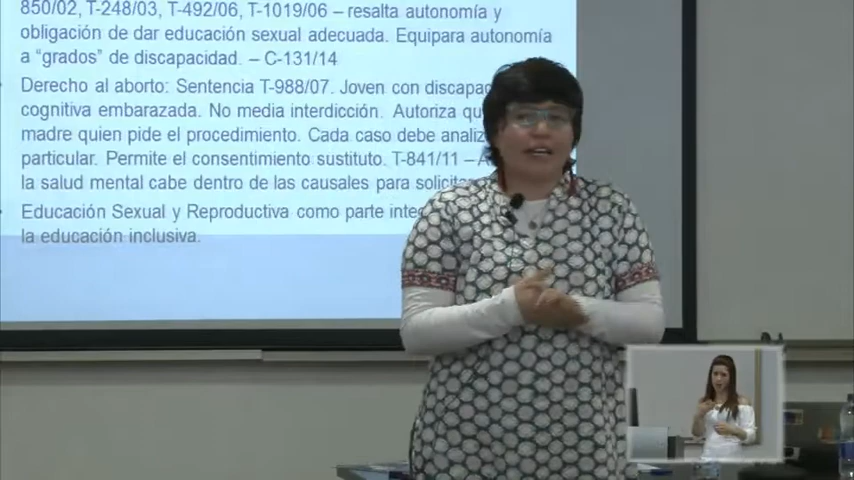 850/02, T-248/03, T-492/06, T-1019/06 – resalta autonomía y
obligación de dar educación sexual adecuada. Equipara autonomía
a “grados” de discapacidad. – C-131/14
Derecho al aborto: Sentencia T-988/07. Joven con discapac
cognitiva embarazada. No media interdicción. Autoriza
madre quien pide el procedimiento. Cada caso debe analiz
particular. Permite el consentimiento sustituto. T-841/11 –
la salud mental cabe dentro de las causales para solicita
Educación Sexual y Reproductiva como parte
la educación inclusiva.